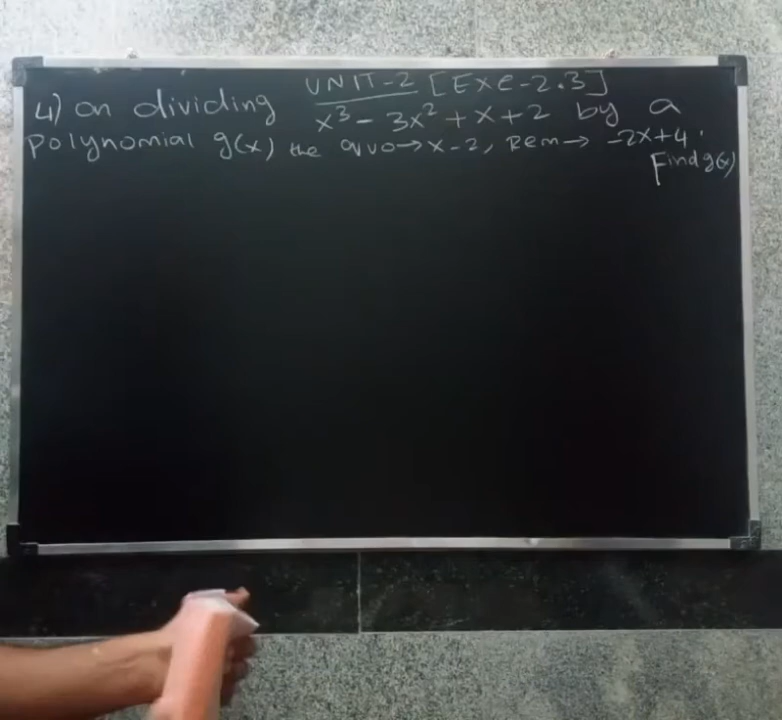 UNIT-2 [EXE-2.3]
4) on dividing x³ - 3x² + x + 2 by a
polynomial g(x) the quo→x-2, Rem→ -2x+4.
Find g(x)